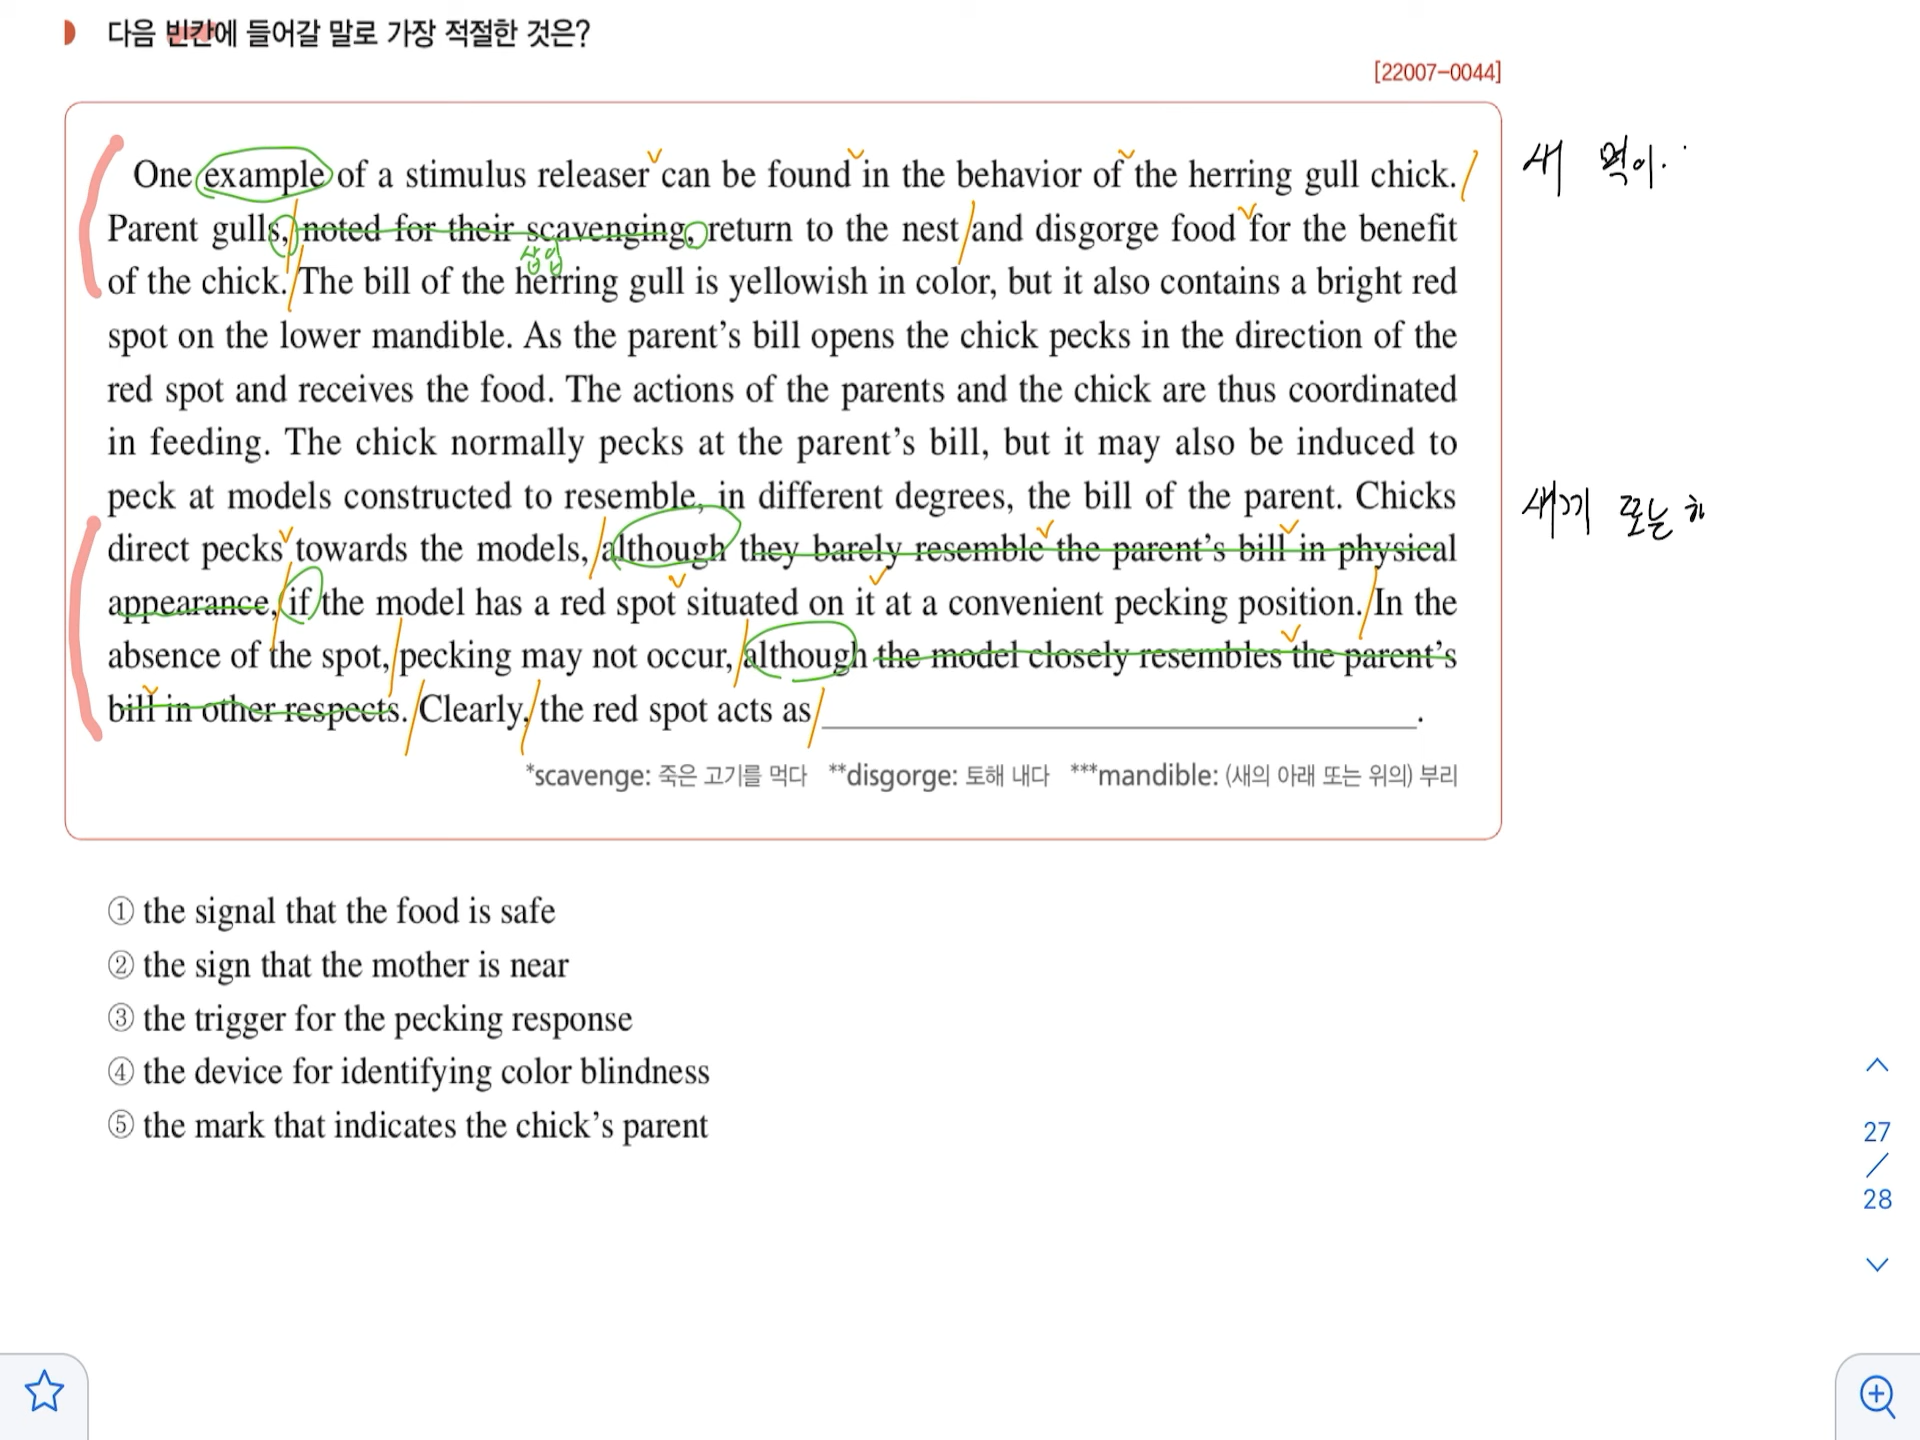 다음 빈칸에 들어갈 말로 가장 적절한 것은?
[22007-0044]
One example of a stimulus releaser can be found in the behavior of the herring gull chick.
새 먹이.
Parent gulls, noted for their scavenging, return to the nest and disgorge food for the benefit
삽입
of the chick. The bill of the herring gull is yellowish in color, but it also contains a bright red
spot on the lower mandible. As the parent's bill opens the chick pecks in the direction of the
red spot and receives the food. The actions of the parents and the chick are thus coordinated
in feeding. The chick normally pecks at the parent's bill, but it may also be induced to
peck at models constructed to resemble, in different degrees, the bill of the parent. Chicks
direct pecks towards the models, although they barely resemble the parent's bill in physical
appearance, if the model has a red spot situated on it at a convenient pecking position. In the
absence of the spot, pecking may not occur, although the model closely resembles the parent's
bill in other respects. Clearly, the red spot acts as ____________.
*scavenge: 죽은 고기를 먹다 **disgorge: 토해 내다 ***mandible: (새의 아래 또는 위의) 부리
① the signal that the food is safe
② the sign that the mother is near
③ the trigger for the pecking response
④ the device for identifying color blindness
⑤ the mark that indicates the chick's parent
27
/
28